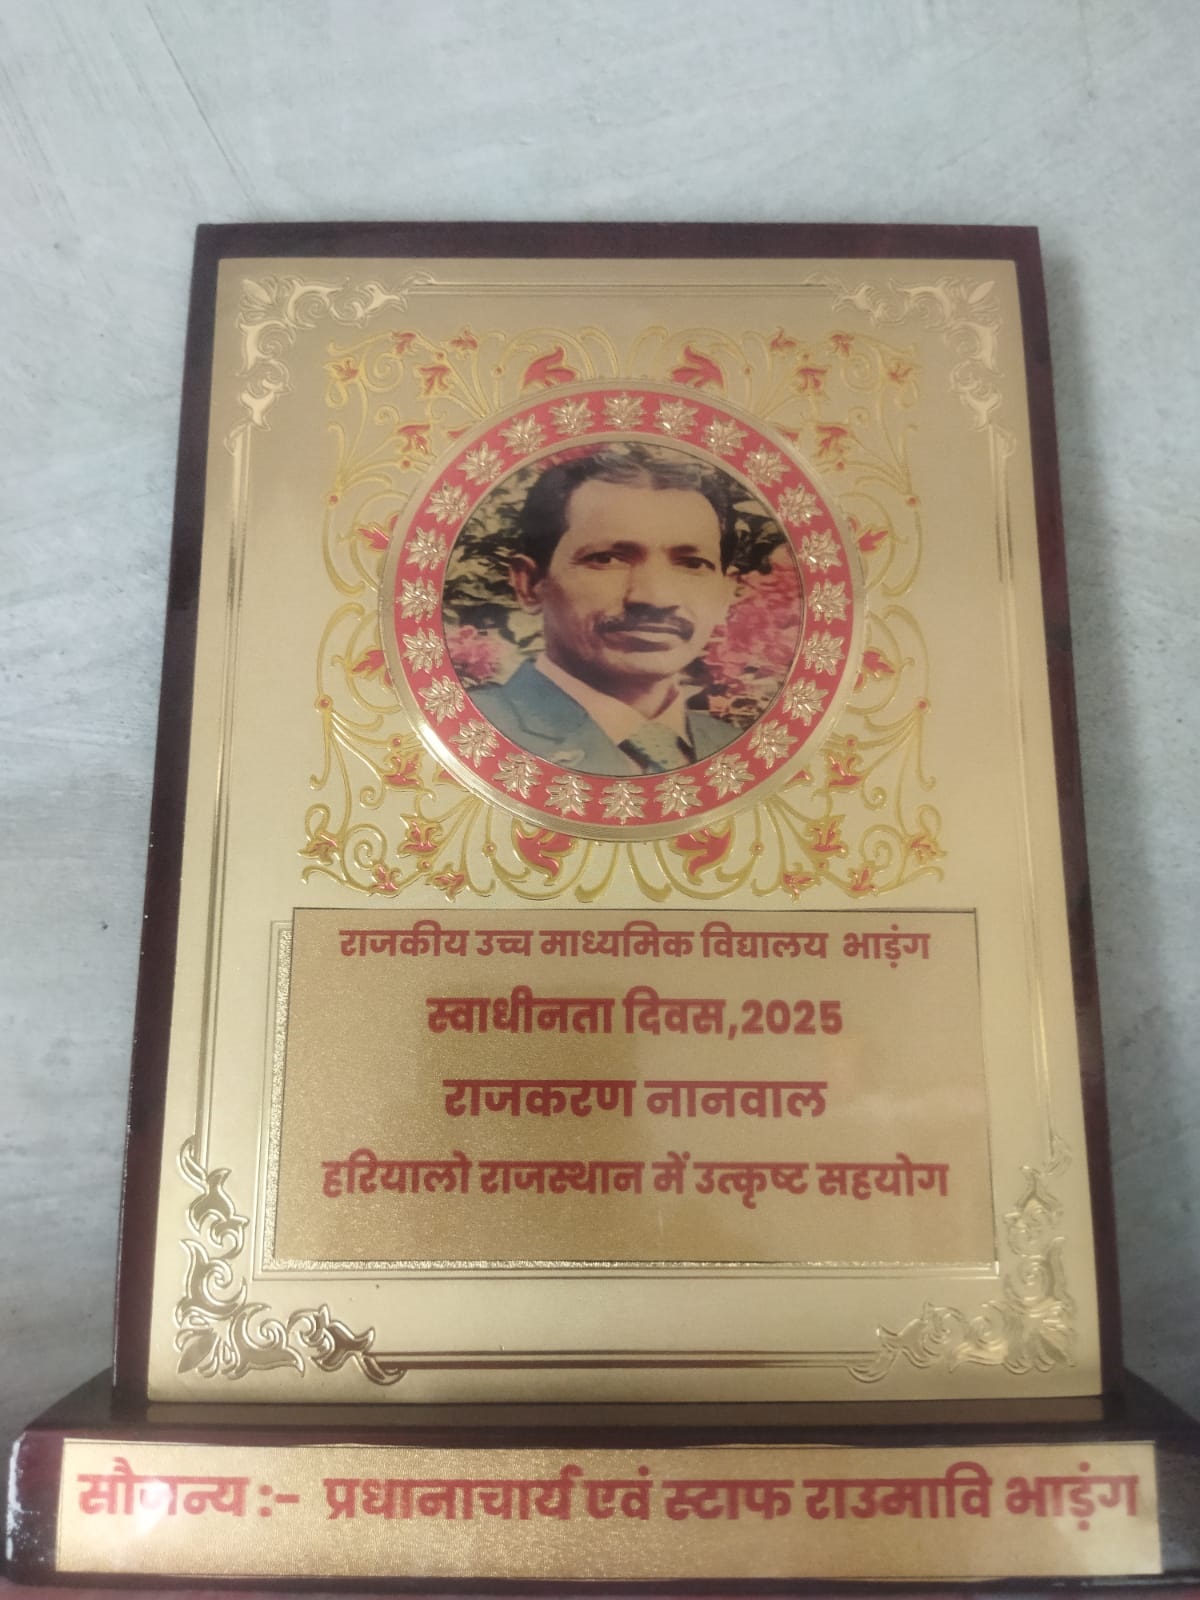 राजकीय उच्च माध्यमिक विद्यालय भाड़ंग
स्वाधीनता दिवस,2025
राजकरण नानवाल
हरियालो राजस्थान में उत्कृष्ट सहयोग
सौजन्य :- प्रधानाचार्य एवं स्टाफ राउमावि भाड़ंग